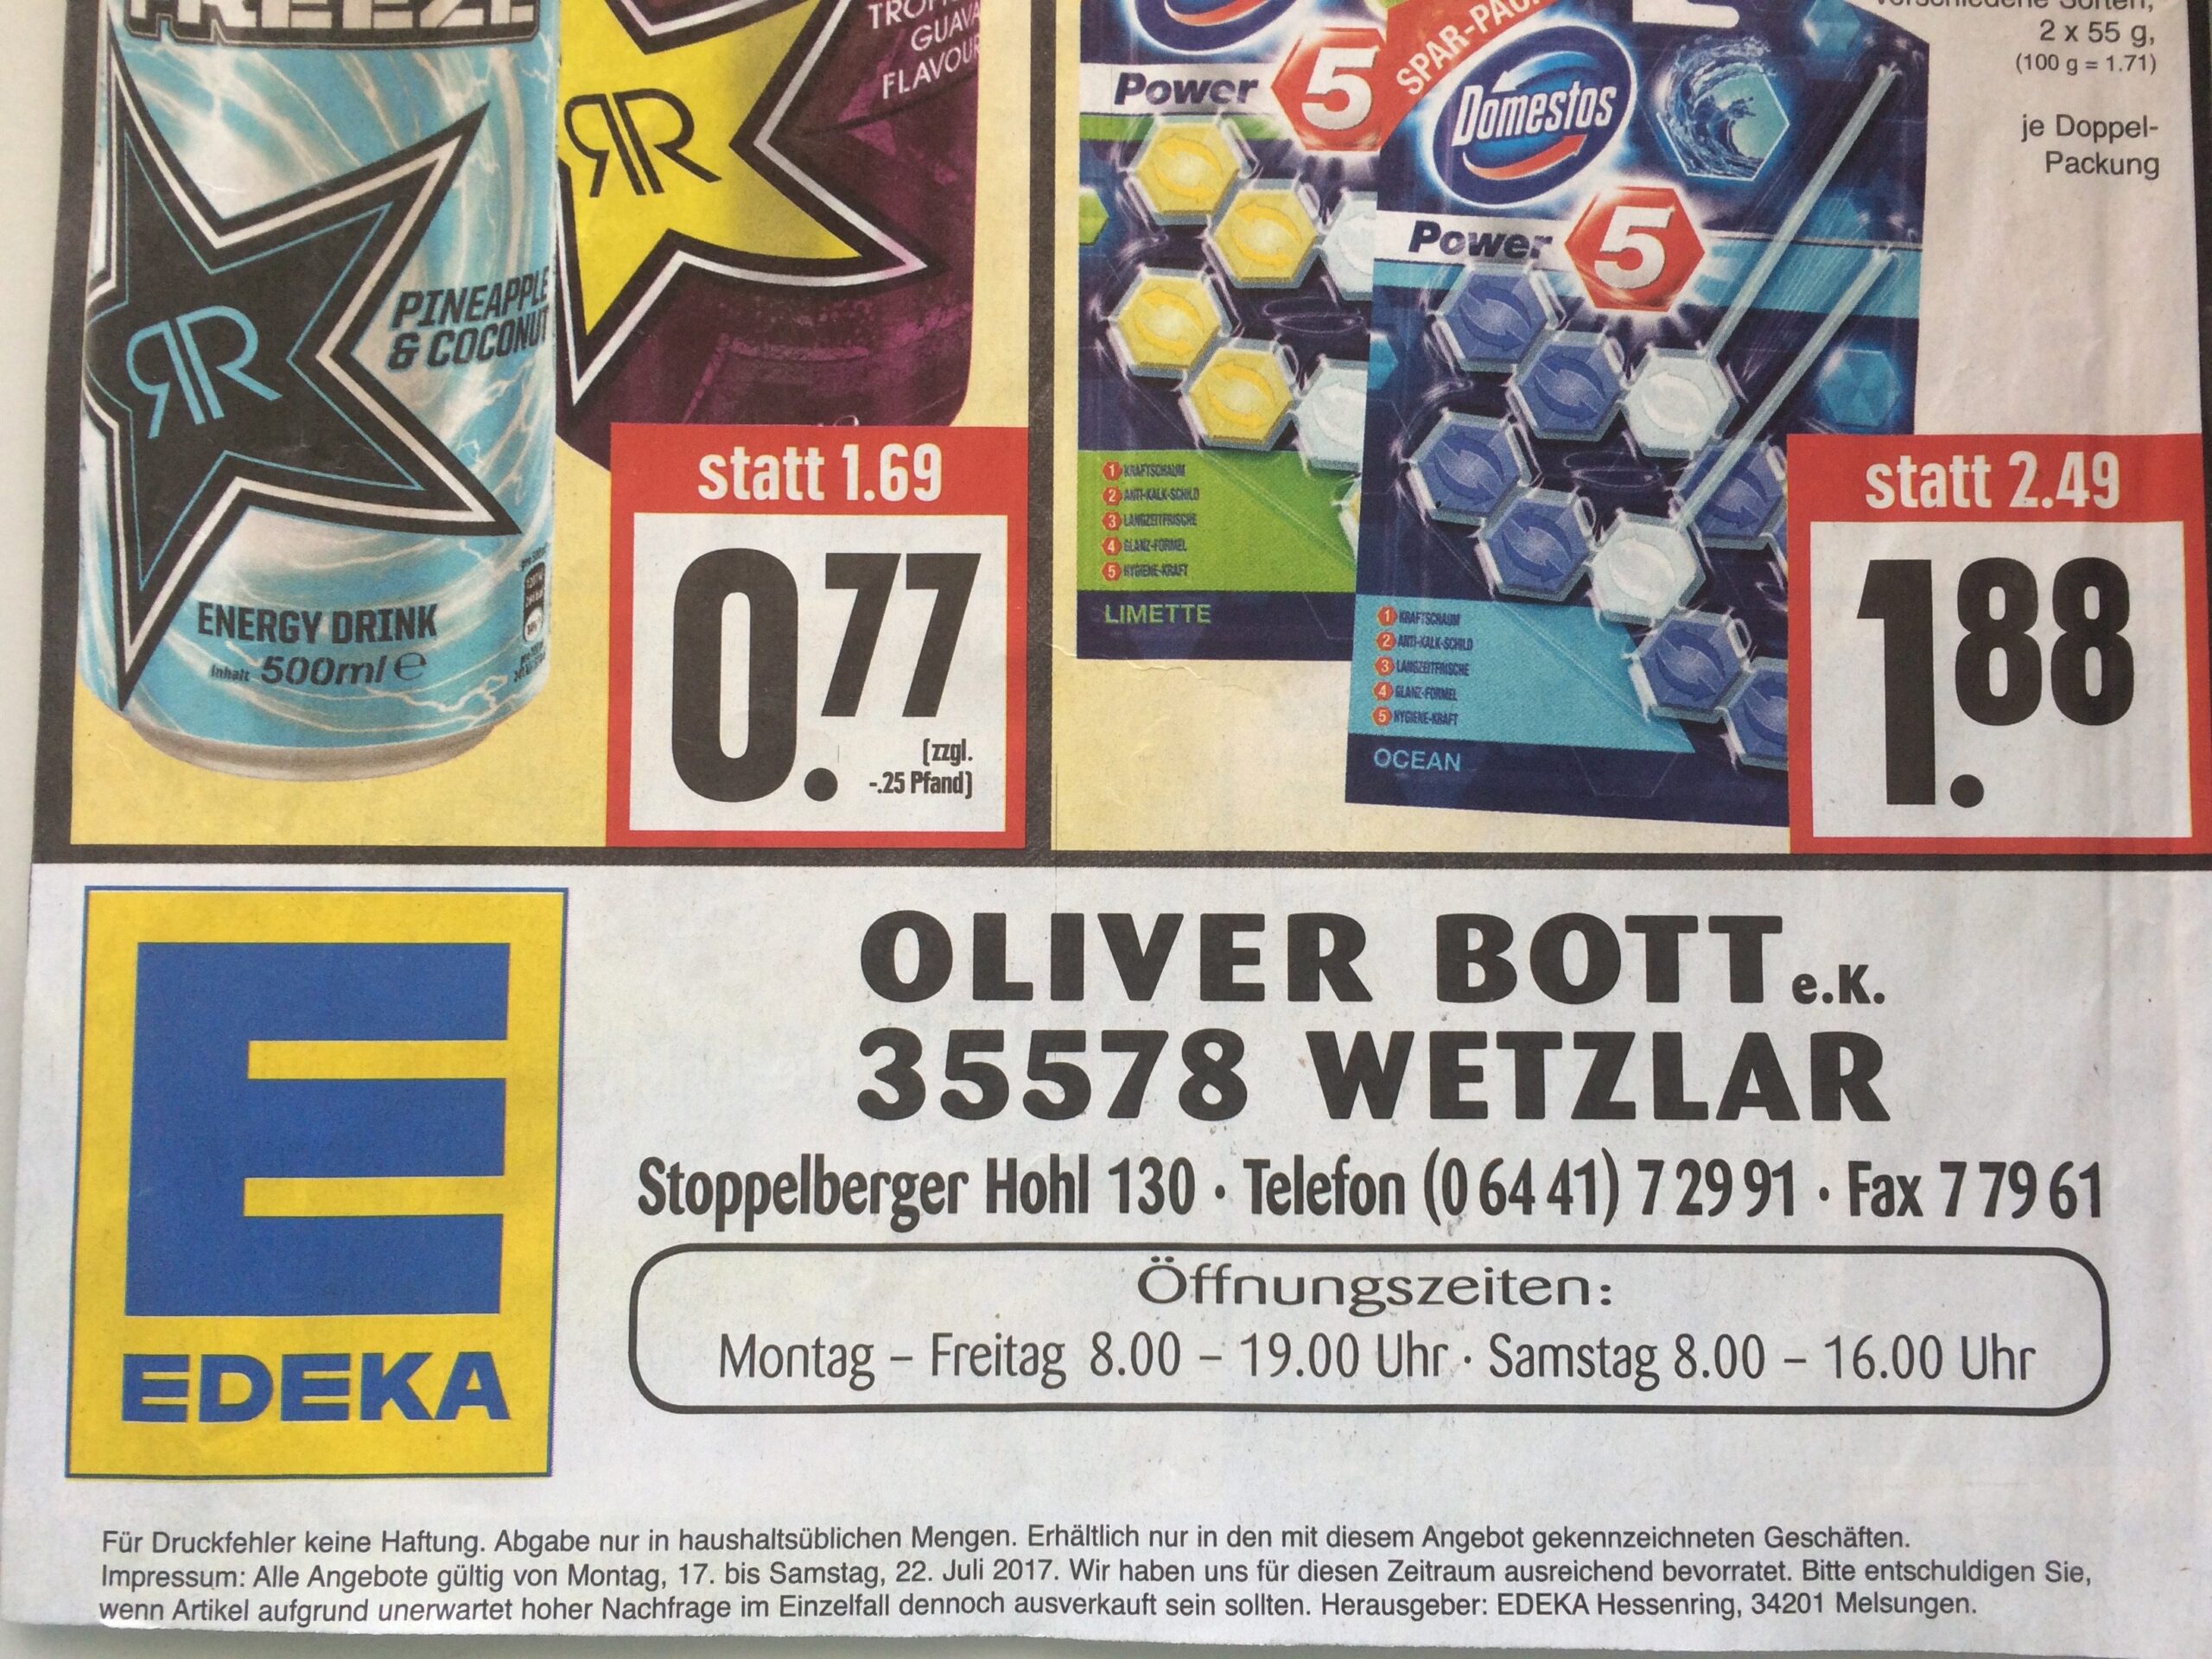 FREEZE
PINEAPPLE
& COCONUT
ЯR
ENERGY DRINK
Inhalt 500ml e
GUAVA
FLAVOUR
ЯR
statt 1.69
0.77
(zzgl.
-.25 Pfand)
Power 5
1 KRAFTSCHAUM
2 ANTI-KALK-SCHILD
3 LANGZEITFRISCHE
4 GLANZ-FORMEL
5 HYGIENE-KRAFT
LIMETTE
SPAR-PACK
Domestos
Power 5
1 KRAFTSCHAUM
2 ANTI-KALK-SCHILD
3 LANGZEITFRISCHE
4 GLANZ-FORMEL
5 HYGIENE-KRAFT
OCEAN
verschiedene Sorten,
2 x 55 g,
(100 g = 1.71)
je Doppel-
Packung
statt 2.49
1.88
EDEKA
OLIVER BOTT e.K.
35578 WETZLAR
Stoppelberger Hohl 130 · Telefon (0 64 41) 7 29 91 · Fax 7 79 61
Öffnungszeiten:
Montag – Freitag 8.00 – 19.00 Uhr · Samstag 8.00 – 16.00 Uhr
Für Druckfehler keine Haftung. Abgabe nur in haushaltsüblichen Mengen. Erhältlich nur in den mit diesem Angebot gekennzeichneten Geschäften.
Impressum: Alle Angebote gültig von Montag, 17. bis Samstag, 22. Juli 2017. Wir haben uns für diesen Zeitraum ausreichend bevorratet. Bitte entschuldigen Sie,
wenn Artikel aufgrund unerwartet hoher Nachfrage im Einzelfall dennoch ausverkauft sein sollten. Herausgeber: EDEKA Hessenring, 34201 Melsungen.